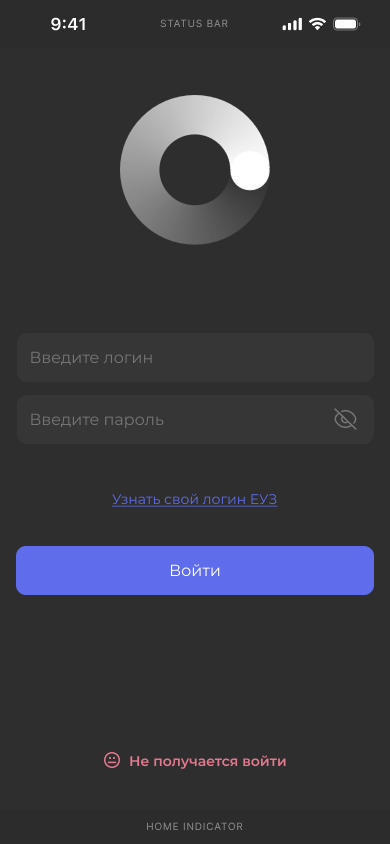 9:41
STATUS BAR
Введите логин
Введите пароль
Узнать свой логин ЕУЗ
Войти
Не получается войти
HOME INDICATOR